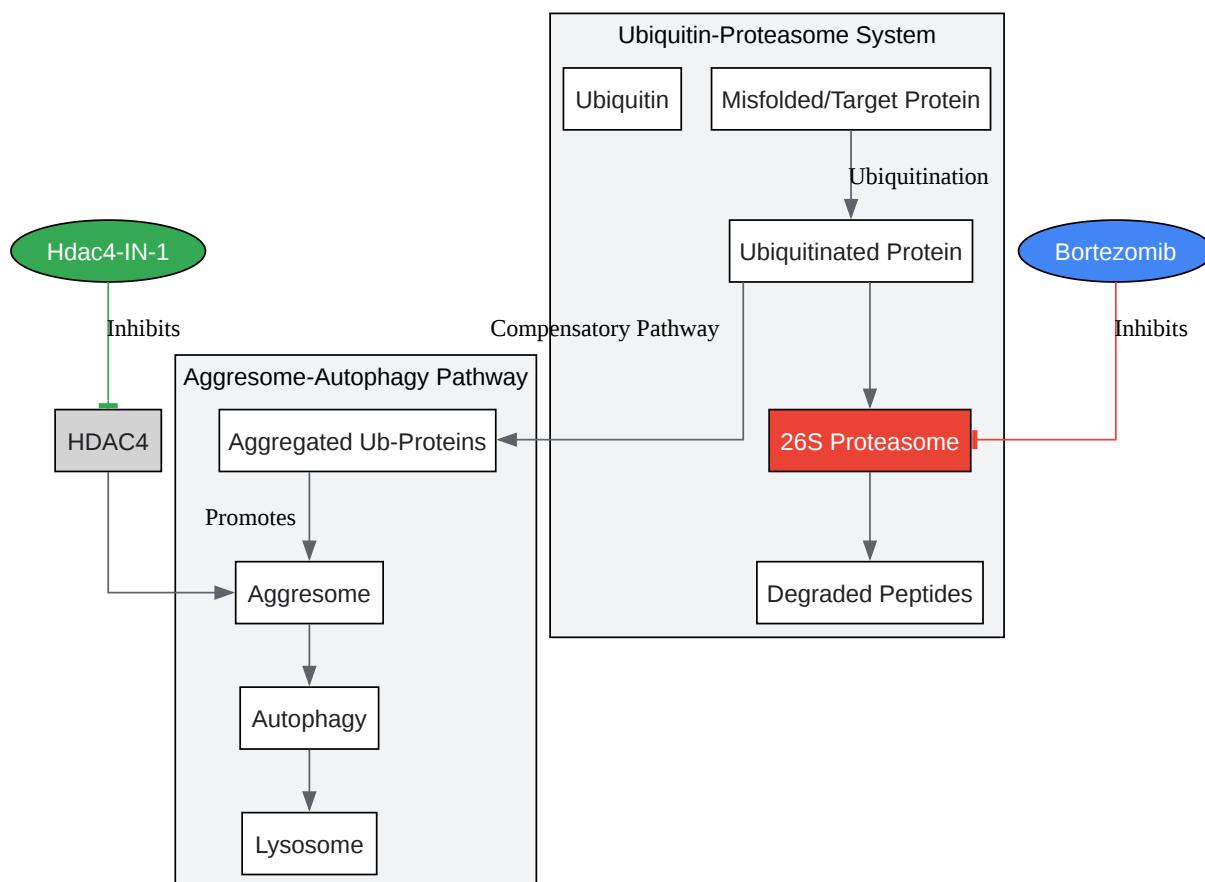 Ubiquitin-Proteasome System
Ubiquitin
Misfolded/Target Protein
Ubiquitination
Hdac4-IN-1
Ubiquitinated Protein
Bortezomib
Inhibits
Compensatory Pathway
Inhibits
Aggresome-Autophagy Pathway
HDAC4
Aggregated Ub-Proteins
26S Proteasome
Promotes
Aggresome
Degraded Peptides
Autophagy
Lysosome